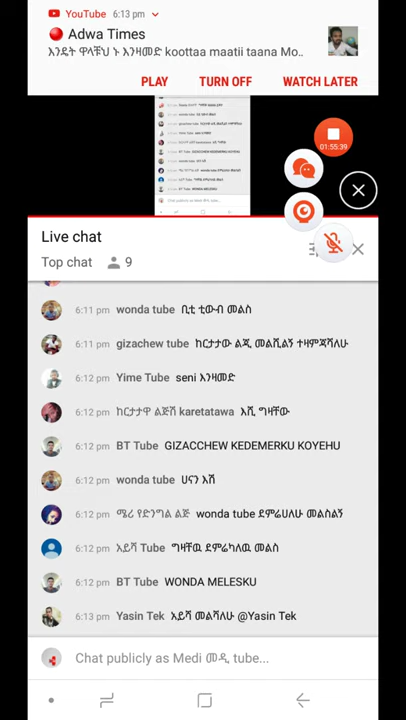 YouTube 6:13 pm
Adwa Times
እንዴት ዋላቹህ ኑ እንዛመድ koottaa maatii taana Mo..
PLAY TURN OFF WATCH LATER
01:55:39
Live chat
Top chat 9
6:11 pm wonda tube ቢቲ ቲውብ መልስ
6:11 pm gizachew tube ከርታታው ልጂ መልሺልኝ ተዛምጃሻለሁ
6:12 pm Yime Tube seni እንዛመድ
6:12 pm ከርታታዋ ልጅሽ karetatawa እሺ ግዛቸው
6:12 pm BT Tube GIZACCHEW KEDEMERKU KOYEHU
6:12 pm wonda tube ሀናን እሽ
6:12 pm ሜሪ የድንግል ልጅ wonda tube ደምሬሀለሁ መልስልኝ
6:12 pm አይሻ Tube ግዛቸዉ ደምሬካለዉ መልስ
6:12 pm BT Tube WONDA MELESKU
6:13 pm Yasin Tek አይሻ መልሻለሁ @Yasin Tek
Chat publicly as Medi መዲ tube...